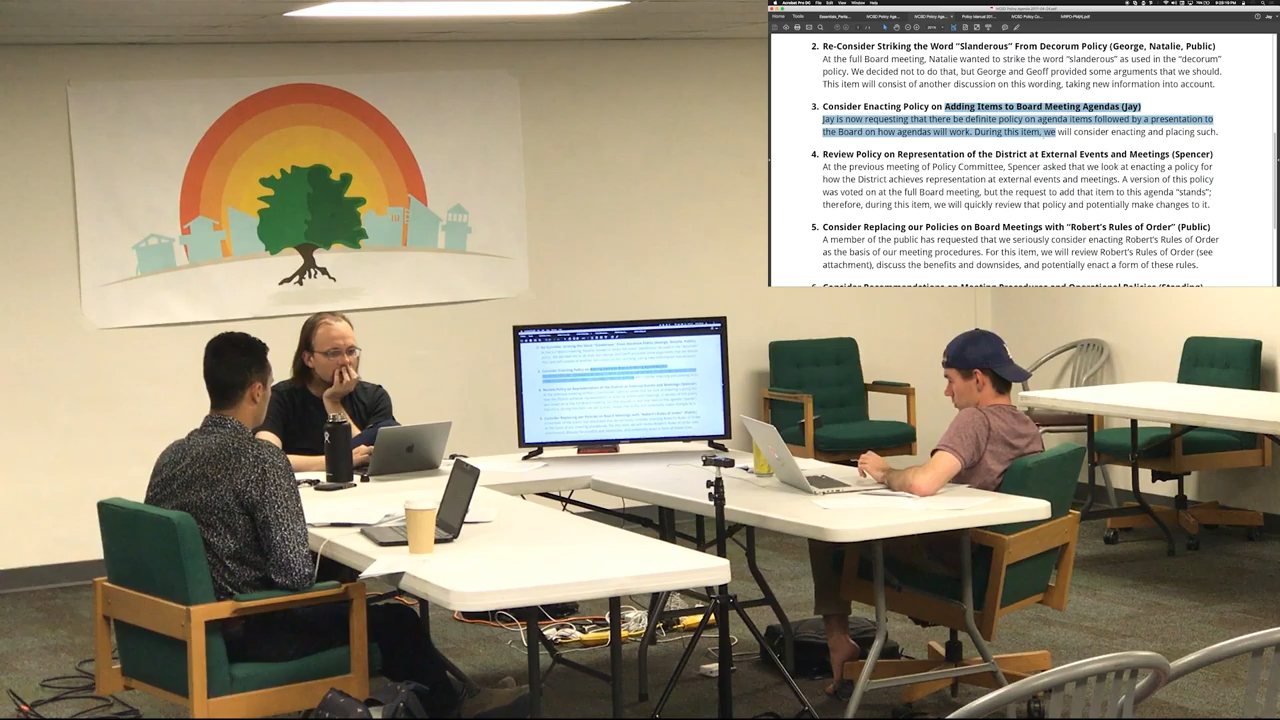 Acrobat Pro DC File Edit View Window Help
Home Tools
2. Re-Consider Striking the Word “Slanderous” From Decorum Policy (George, Natalie, Public)
At the full Board meeting, Natalie wanted to strike the word “slanderous” as used in the “decorum”
policy. We decided not to do that, but George and Geoff provided some arguments that we should.
This item will consist of another discussion on this wording, taking new information into account.
3. Consider Enacting Policy on Adding Items to Board Meeting Agendas (Jay)
Jay is now requesting that there be definite policy on agenda items followed by a presentation to
the Board on how agendas will work. During this item, we will consider enacting and placing such.
4. Review Policy on Representation of the District at External Events and Meetings (Spencer)
At the previous meeting of Policy Committee, Spencer asked that we look at enacting a policy for
how the District achieves representation at external events and meetings. A version of this policy
was voted on at the full Board meeting, but the request to add that item to this agenda “stands”;
therefore, during this item, we will quickly review that policy and potentially make changes to it.
5. Consider Replacing our Policies on Board Meetings with “Robert’s Rules of Order” (Public)
A member of the public has requested that we seriously consider enacting Robert’s Rules of Order
as the basis of our meeting procedures. For this item, we will review Robert’s Rules of Order (see
attachment), discuss the benefits and downsides, and potentially enact a form of these rules.